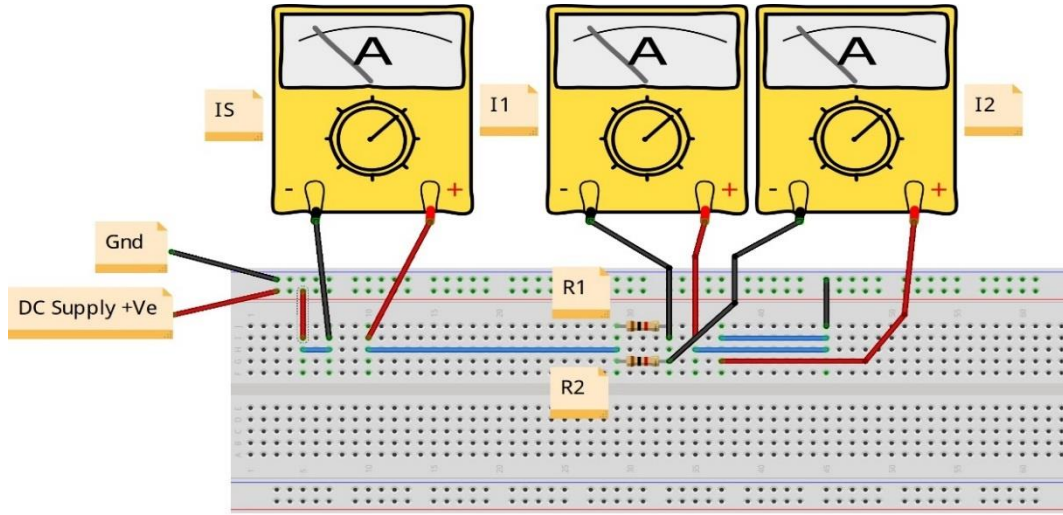 A
A
A
IS
I1
I2
-
+
-
+
-
+
Gnd
DC Supply +Ve
R1
R2